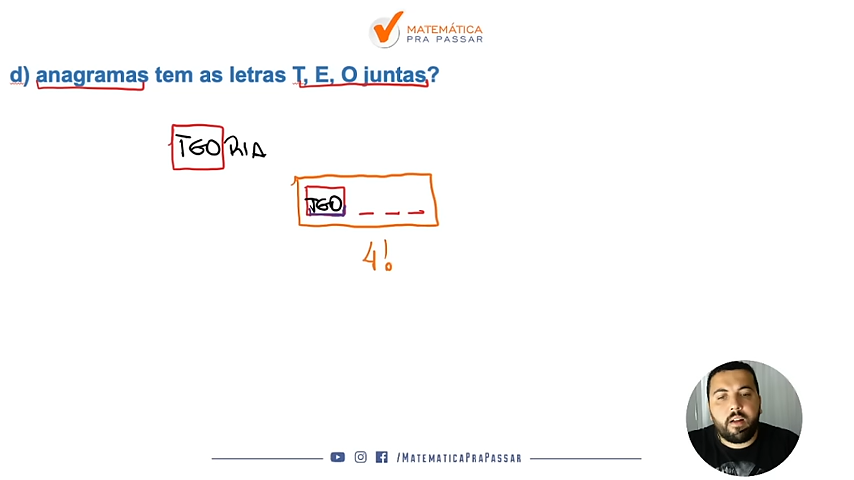 MATEMÁTICA
PRA PASSAR
d) anagramas tem as letras T, E, O juntas?
TEORIA
TEO _ _ _
4!
/MatematicaPraPassar